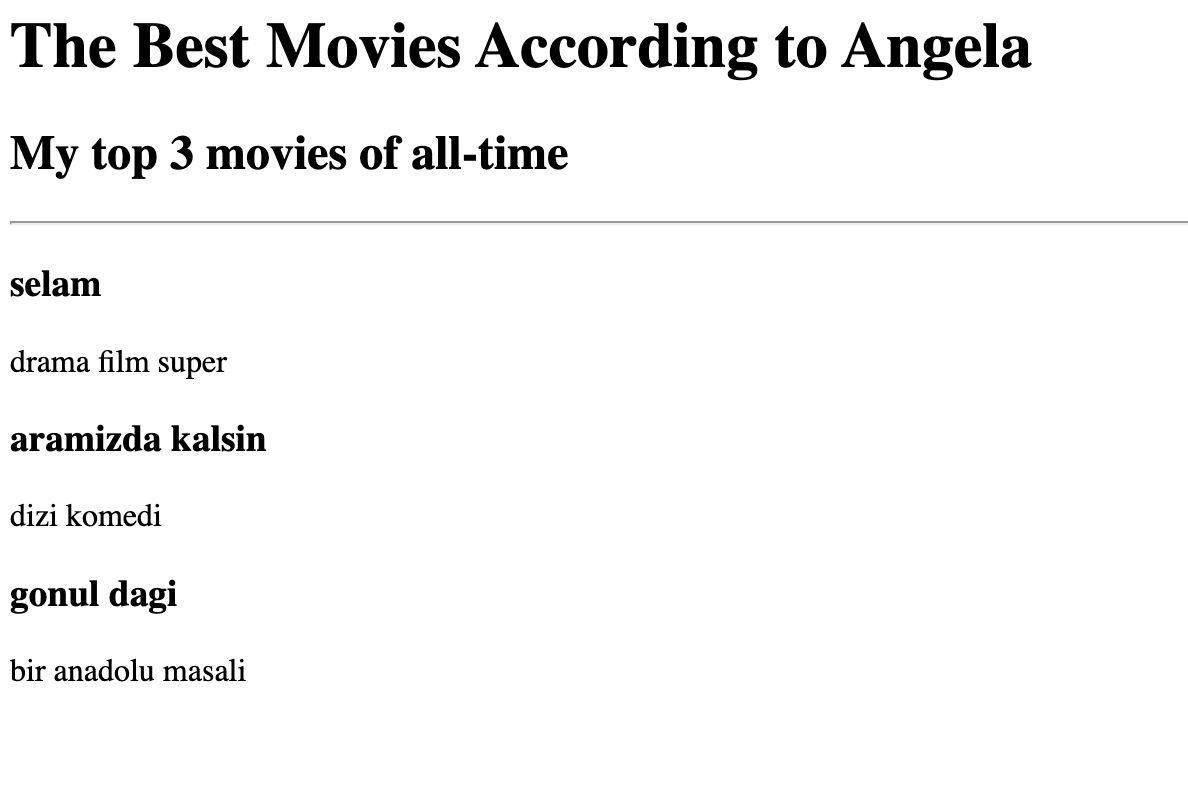 The Best Movies According to Angela
My top 3 movies of all-time
selam
drama film super
aramizda kalsin
dizi komedi
gonul dagi
bir anadolu masali